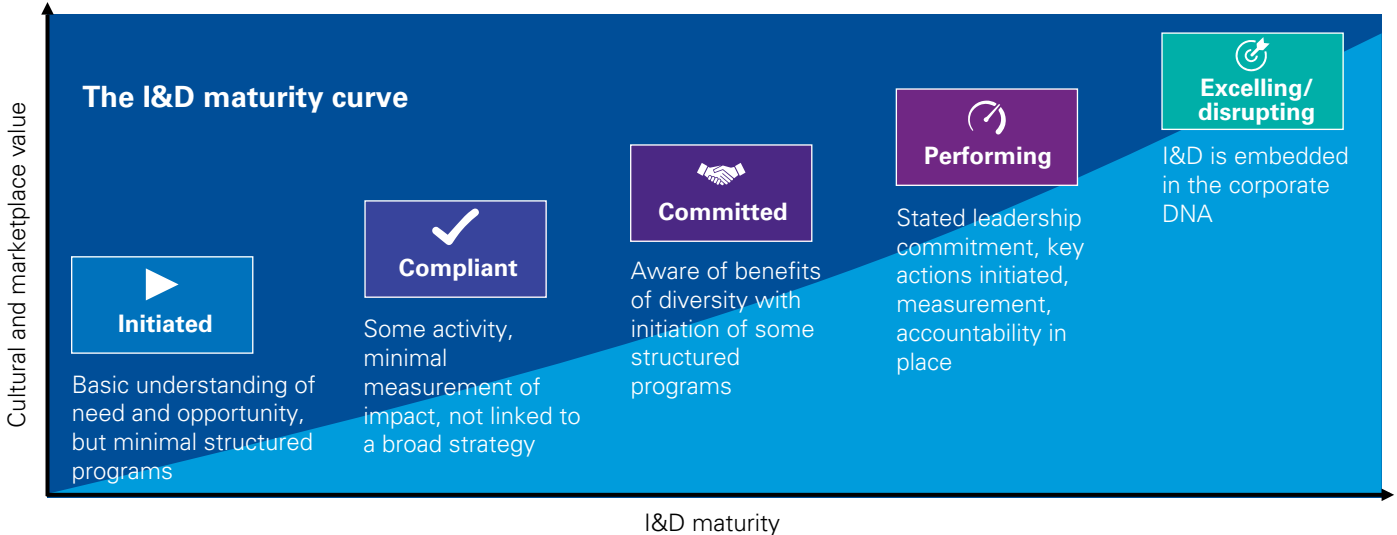 The I&D maturity curve
Cultural and marketplace value
Initiated
Basic understanding of
need and opportunity,
but minimal structured
programs
Compliant
Some activity,
minimal
measurement of
impact, not linked to
a broad strategy
Committed
Aware of benefits
of diversity with
initiation of some
structured
programs
Performing
Stated leadership
commitment, key
actions initiated,
measurement,
accountability in
place
Excelling/
disrupting
I&D is embedded
in the corporate
DNA
I&D maturity